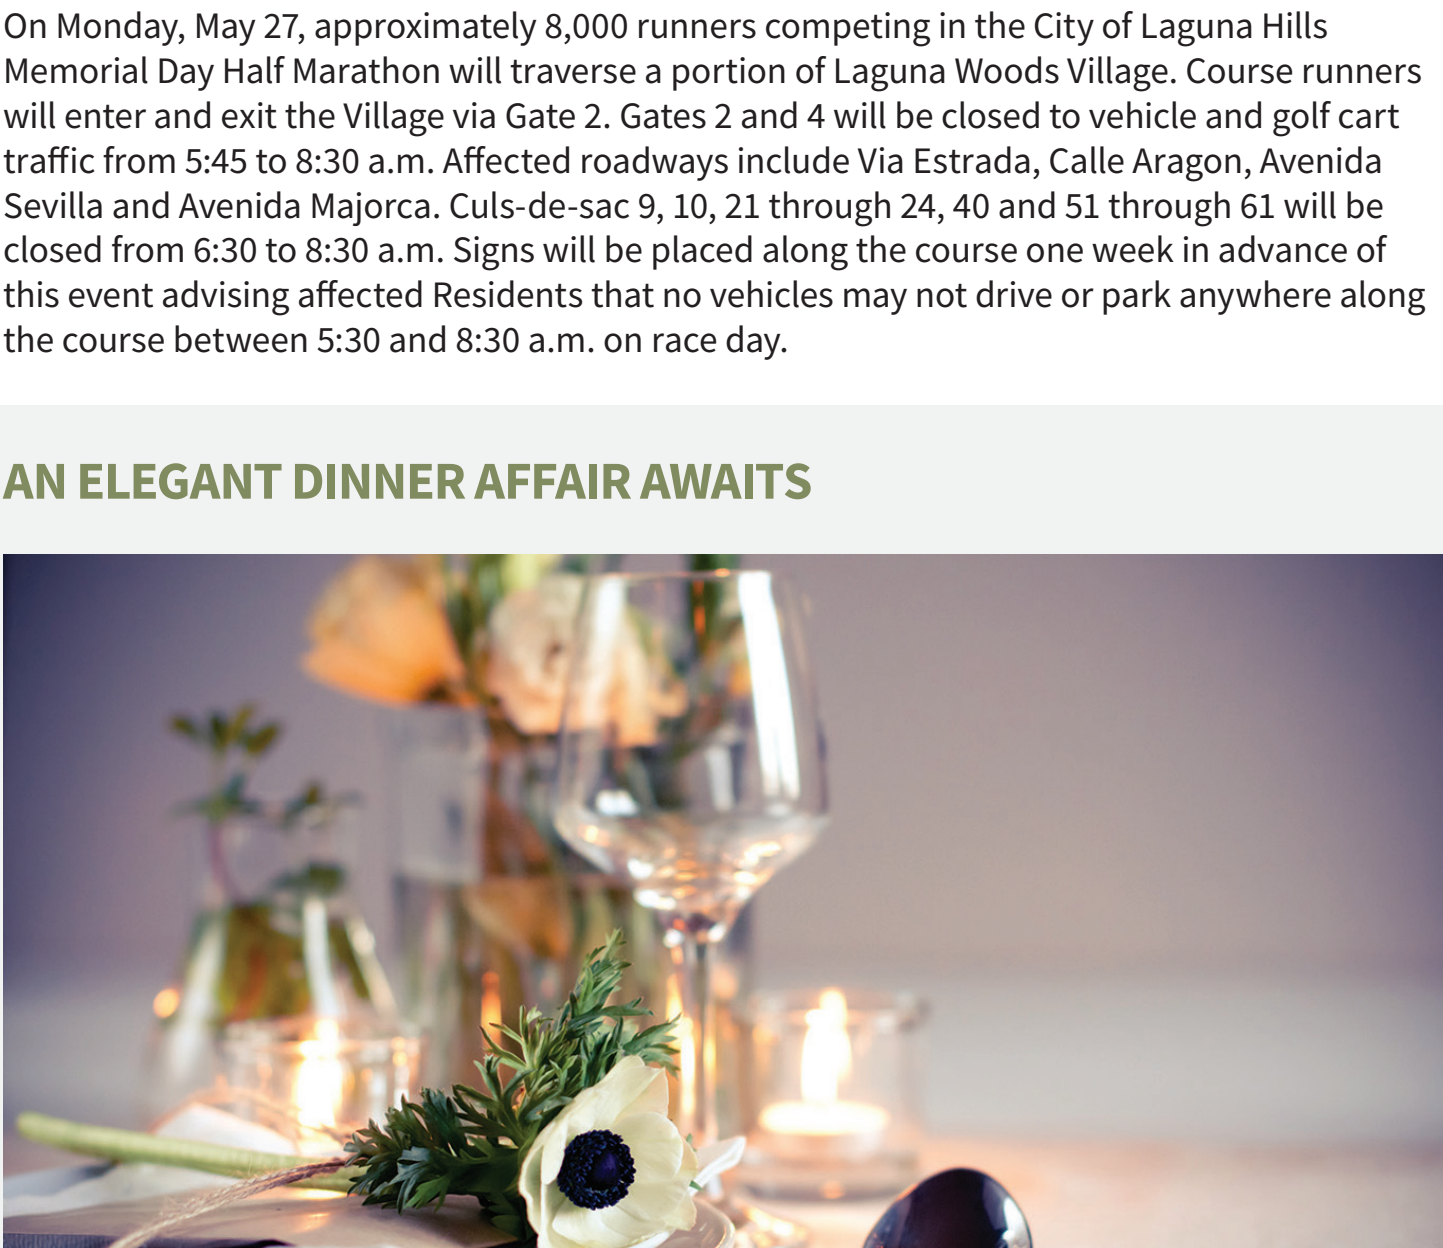 On Monday, May 27, approximately 8,000 runners competing in the City of Laguna Hills
Memorial Day Half Marathon will traverse a portion of Laguna Woods Village. Course runners
will enter and exit the Village via Gate 2. Gates 2 and 4 will be closed to vehicle and golf cart
traffic from 5:45 to 8:30 a.m. Affected roadways include Via Estrada, Calle Aragon, Avenida
Sevilla and Avenida Majorca. Culs-de-sac 9, 10, 21 through 24, 40 and 51 through 61 will be
closed from 6:30 to 8:30 a.m. Signs will be placed along the course one week in advance of
this event advising affected Residents that no vehicles may not drive or park anywhere along
the course between 5:30 and 8:30 a.m. on race day.
AN ELEGANT DINNER AFFAIR AWAITS